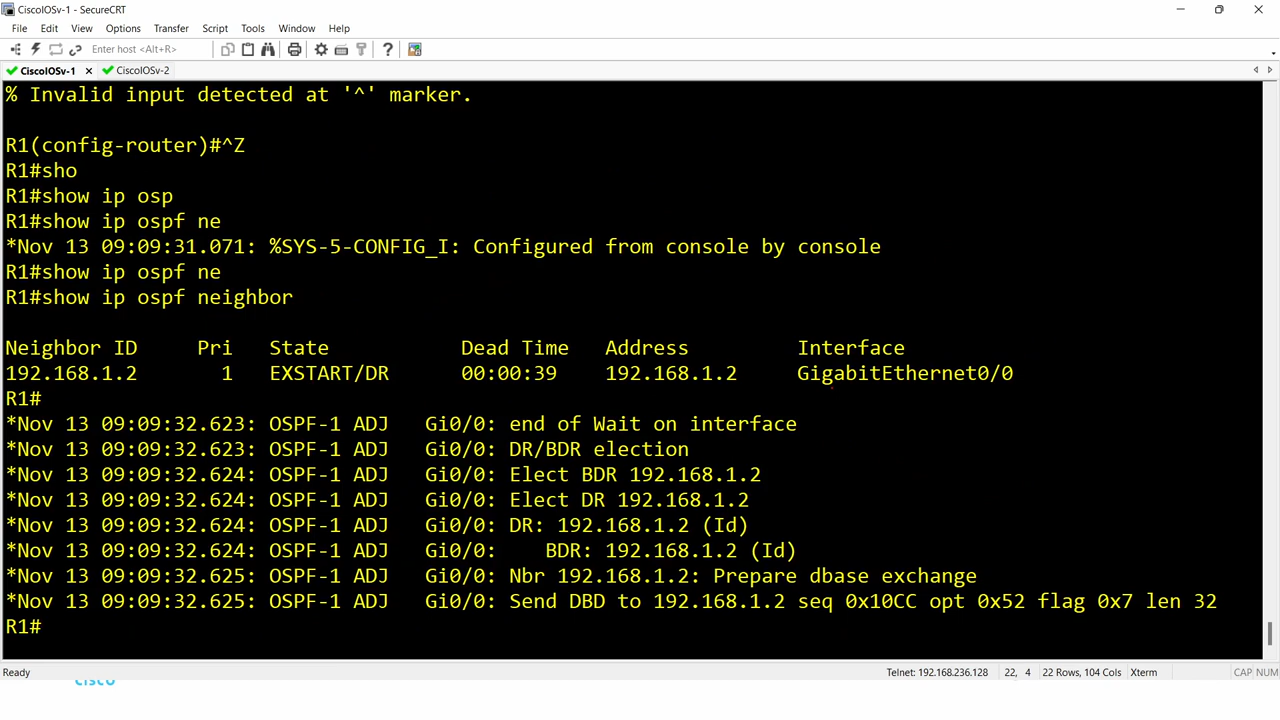 CiscoIOSv-1 - SecureCRT
File Edit View Options Transfer Script Tools Window Help
Enter host <Alt+R>
CiscoIOSv-1 CiscoIOSv-2
% Invalid input detected at '^' marker.
R1(config-router)#^Z
R1#sho
R1#show ip osp
R1#show ip ospf ne
*Nov 13 09:09:31.071: %SYS-5-CONFIG_I: Configured from console by console
R1#show ip ospf ne
R1#show ip ospf neighbor
Neighbor ID Pri State Dead Time Address Interface
192.168.1.2 1 EXSTART/DR 00:00:39 192.168.1.2 GigabitEthernet0/0
R1#
*Nov 13 09:09:32.623: OSPF-1 ADJ Gi0/0: end of Wait on interface
*Nov 13 09:09:32.623: OSPF-1 ADJ Gi0/0: DR/BDR election
*Nov 13 09:09:32.624: OSPF-1 ADJ Gi0/0: Elect BDR 192.168.1.2
*Nov 13 09:09:32.624: OSPF-1 ADJ Gi0/0: Elect DR 192.168.1.2
*Nov 13 09:09:32.624: OSPF-1 ADJ Gi0/0: DR: 192.168.1.2 (Id)
*Nov 13 09:09:32.624: OSPF-1 ADJ Gi0/0: BDR: 192.168.1.2 (Id)
*Nov 13 09:09:32.625: OSPF-1 ADJ Gi0/0: Nbr 192.168.1.2: Prepare dbase exchange
*Nov 13 09:09:32.625: OSPF-1 ADJ Gi0/0: Send DBD to 192.168.1.2 seq 0x10CC opt 0x52 flag 0x7 len 32
R1#
Ready Telnet: 192.168.236.128 22, 4 22 Rows, 104 Cols Xterm CAP NUM
cisco